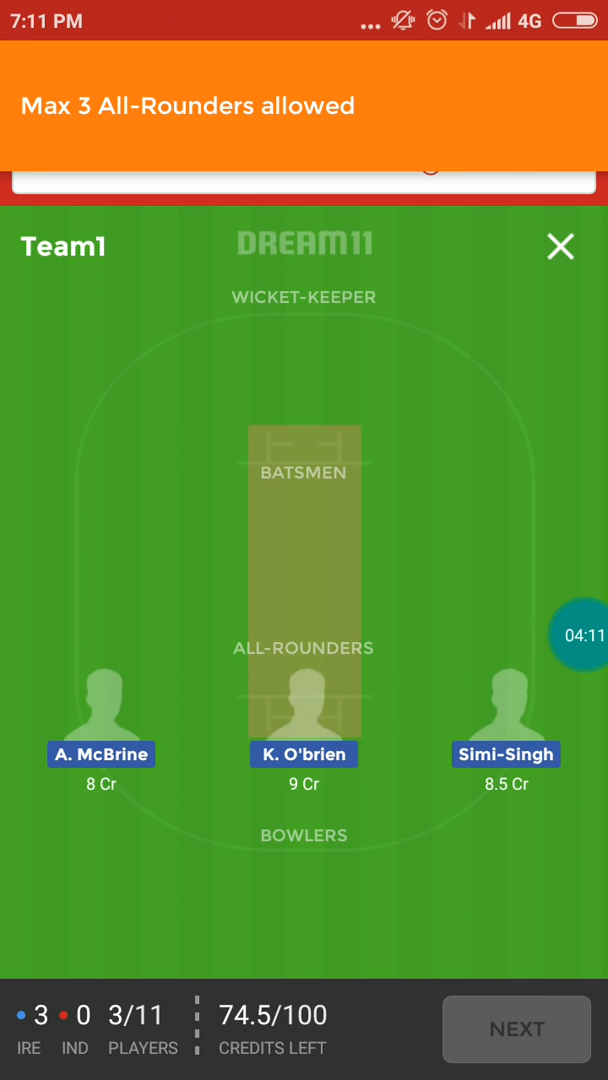 7:11 PM
4G
Max 3 All-Rounders allowed
Team1
DREAM11
WICKET-KEEPER
BATSMEN
04:11
ALL-ROUNDERS
A. McBrine
K. O'brien
Simi-Singh
8 Cr
9 Cr
8.5 Cr
BOWLERS
3 0 3/11 74.5/100
IRE IND PLAYERS CREDITS LEFT
NEXT